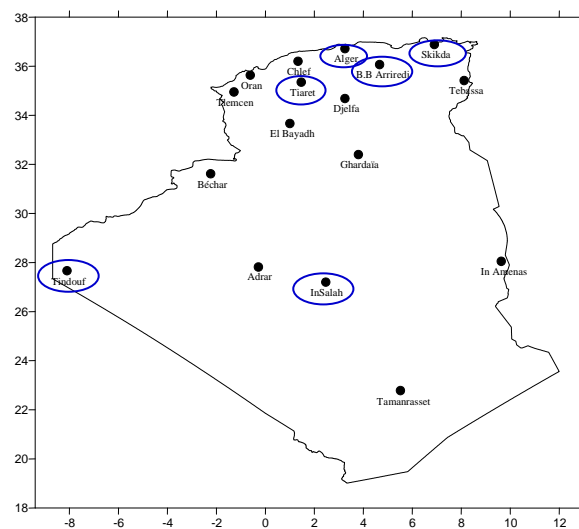 38
Skikda
Alger
36
Chlef
B.B Arriredj
Oran
Tiaret
Tebassa
Tlemcen
Djelfa
34
El Bayadh
Ghardaïa
32
Béchar
30
28
Tindouf
Adrar
InSalah
In Amenas
26
24
Tamanrasset
22
20
18
-8 -6 -4 -2 0 2 4 6 8 10 12